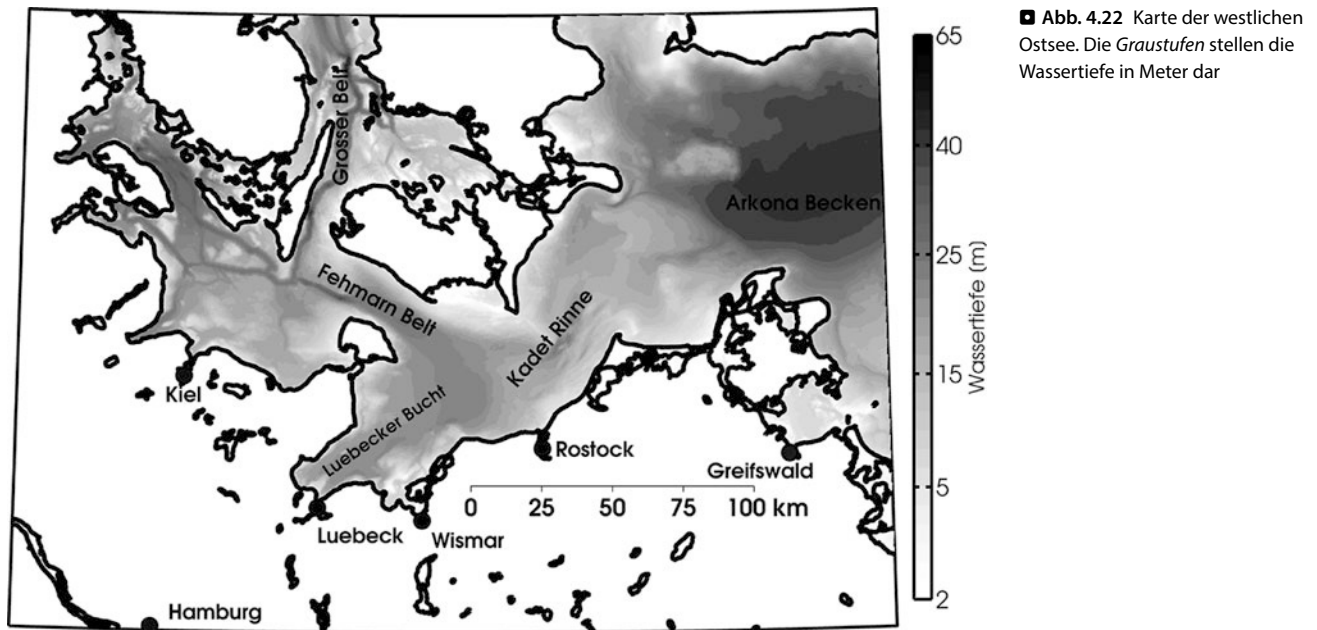 Abb. 4.22 Karte der westlichen
Ostsee. Die Graustufen stellen die
Wassertiefe in Meter dar
Grosser Belt
Arkona Becken
Fehmarn Belt
Kadet Rinne
Luebecker Bucht
Kiel
Rostock
Greifswald
0 25 50 75 100 km
Luebeck
Wismar
Hamburg
65
40
25
15
5
2
Wassertiefe (m)